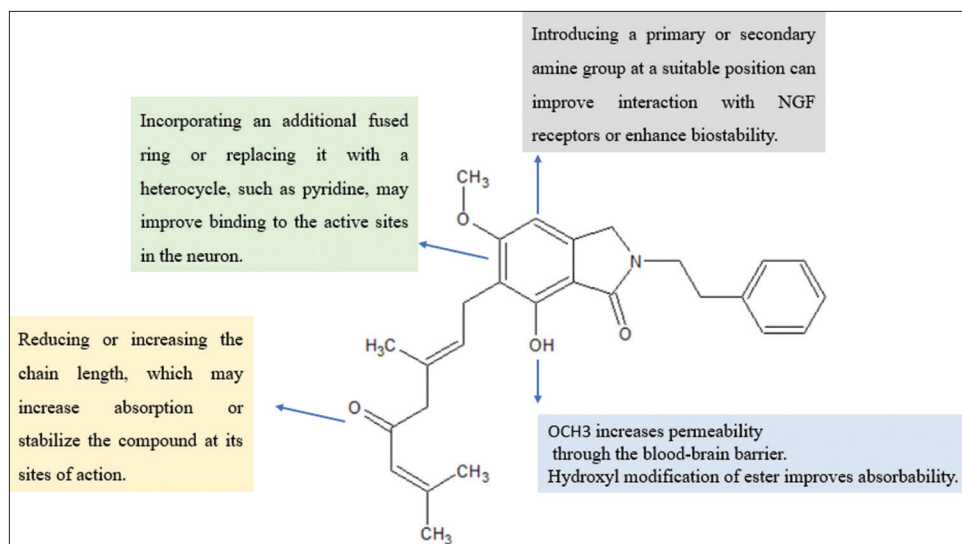 Introducing a primary or secondary
amine group at a suitable position can
improve interaction with NGF
receptors or enhance biostability.
Incorporating an additional fused
ring or replacing it with a
heterocycle, such as pyridine, may
improve binding to the active sites
in the neuron.
CH3
O
N
O
OH
H3C
Reducing or increasing the
chain length, which may
increase absorption or
stabilize the compound at its
sites of action.
O
CH3
CH3
OCH3 increases permeability
through the blood-brain barrier.
Hydroxyl modification of ester improves absorbability.